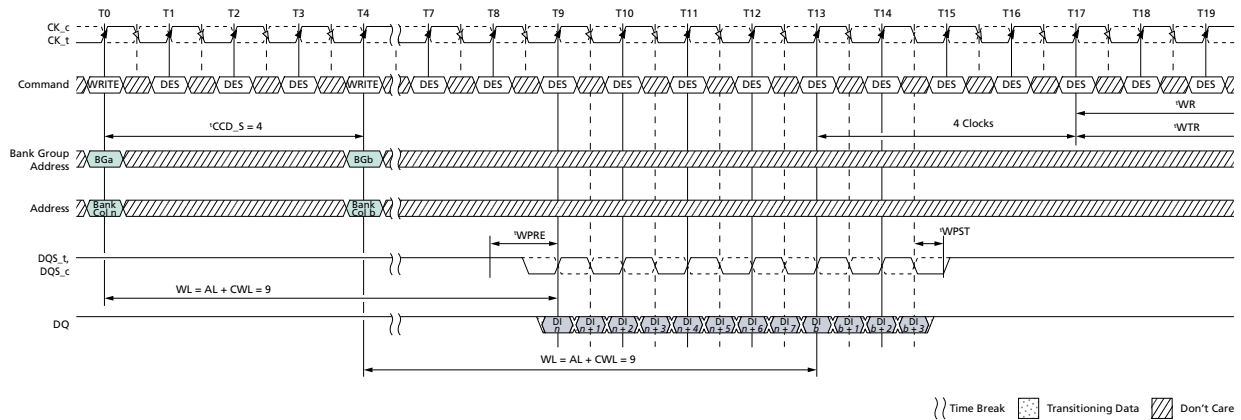 T0 T1 T2 T3 T4 T7 T8 T9 T10 T11 T12 T13 T14 T15 T16 T17 T18 T19
CK_c
CK_t
Command WRITE DES DES DES WRITE DES DES DES DES DES DES DES DES DES DES DES DES DES
tWR
tCCD_S = 4 4 Clocks tWTR
Bank Group
Address BGa BGb
Address Bank Col n Bank Col b
tWPRE tWPST
DQS_t,
DQS_c
WL = AL + CWL = 9
DQ DI n DI n + 1 DI n + 2 DI n + 3 DI n + 4 DI n + 5 DI n + 6 DI n + 7 DI b DI b + 1 DI b + 2 DI b + 3
WL = AL + CWL = 9
Time Break Transitioning Data Don't Care